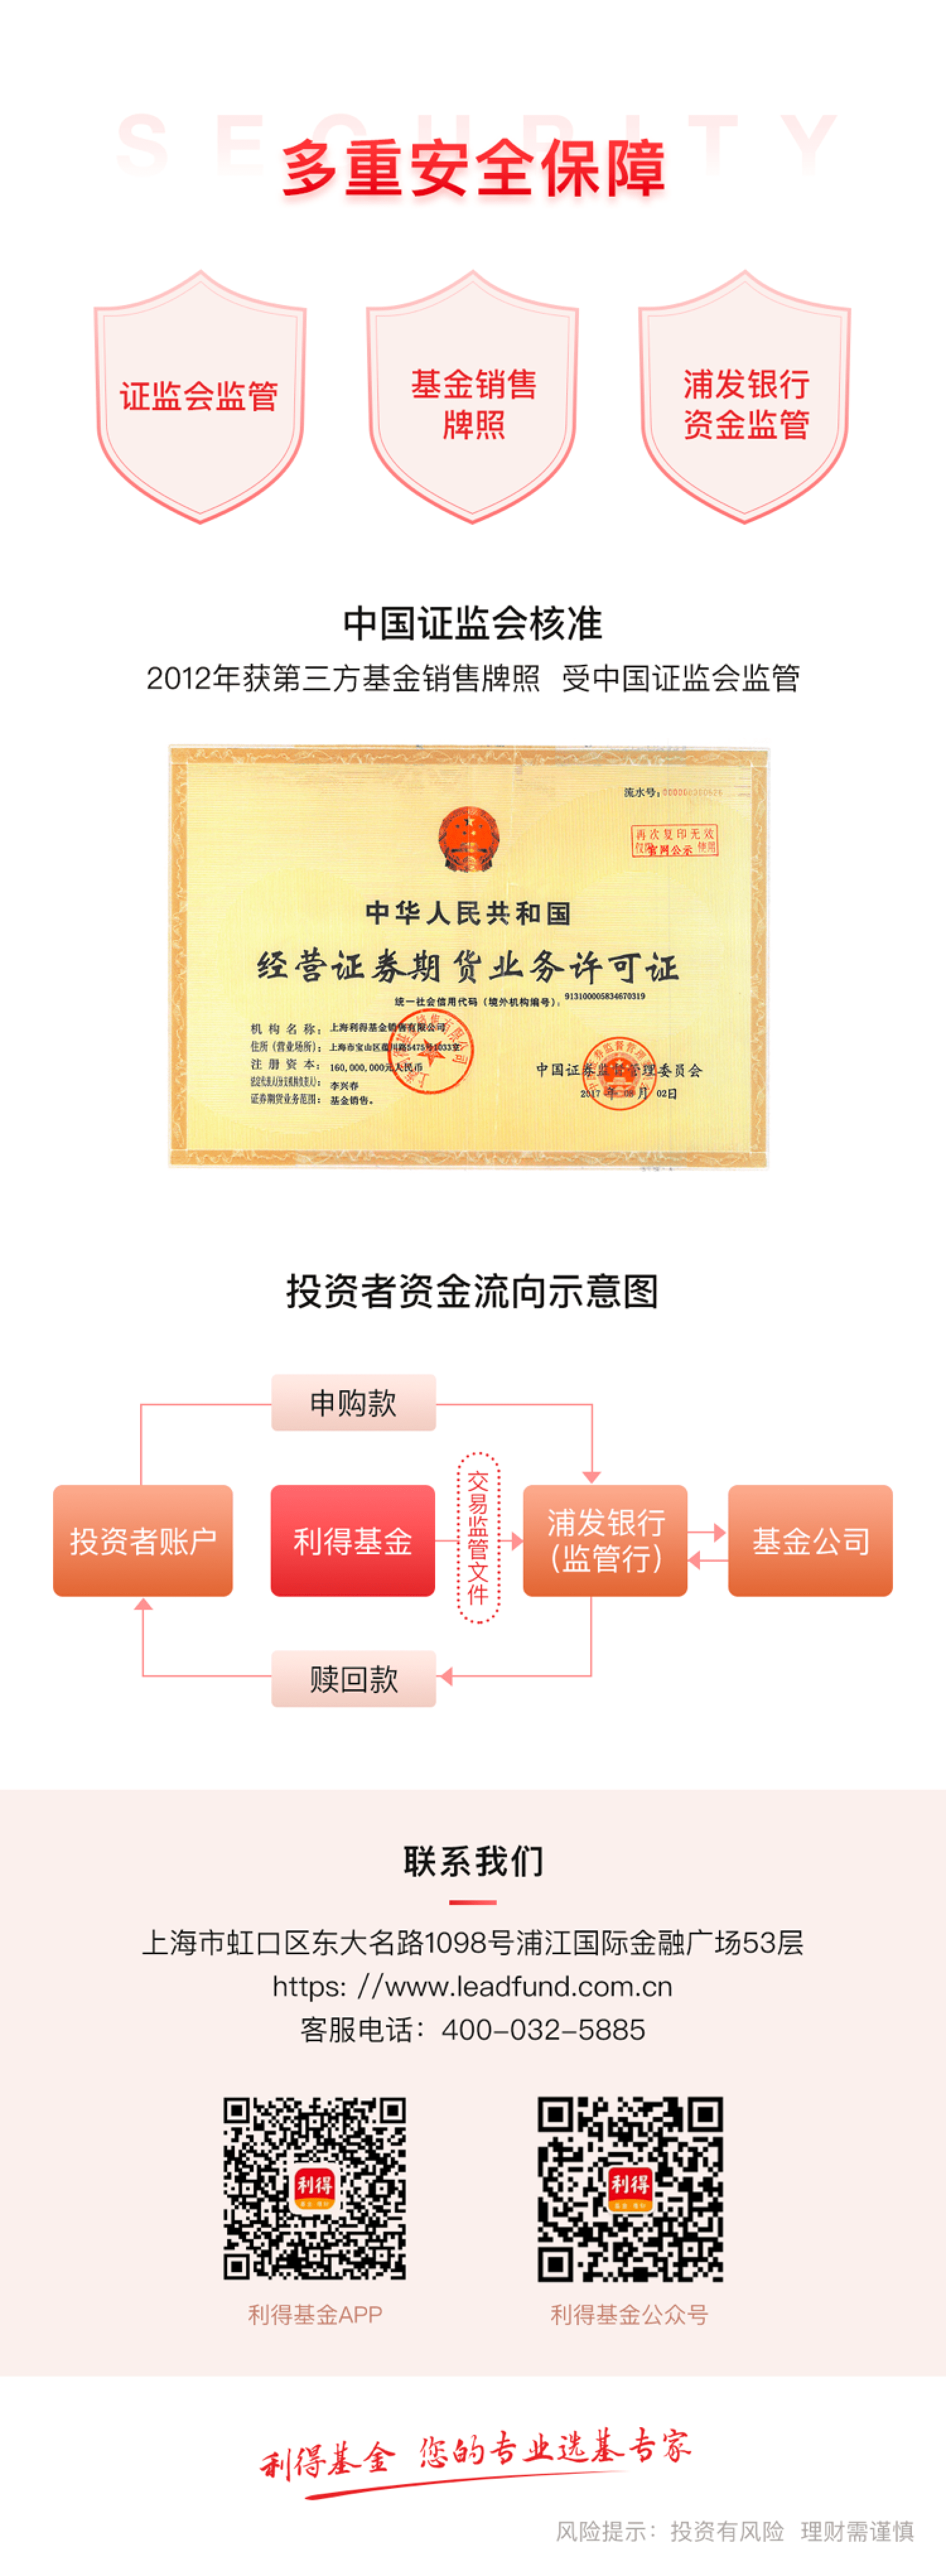 SECURITY
多重安全保障
证监会监管
基金销售
牌照
浦发银行
资金监管
中国证监会核准
2012年获第三方基金销售牌照 受中国证监会监管
流水号:
再次复印无效
仅限官网公示使用
中华人民共和国
经营证券期货业务许可证
统一社会信用代码（境外机构编号）: 913100005834670319
机构名称: 上海利得基金销售有限公司
住所（营业场所）: 上海市宝山区蕴川路5475号1033室
注册资本: 160,000,000元人民币
法定代表人(分支机构负责人): 李兴春
证券期货业务范围: 基金销售。
中国证券监督管理委员会
2017 年 08 月 02日
投资者资金流向示意图
申购款
投资者账户
利得基金
交易监管文件
浦发银行
（监管行）
基金公司
赎回款
联系我们
上海市虹口区东大名路1098号浦江国际金融广场53层
https: //www.leadfund.com.cn
客服电话：400-032-5885
利得
利得
利得基金APP
利得基金公众号
利得基金 您的专业选基专家
风险提示：投资有风险 理财需谨慎